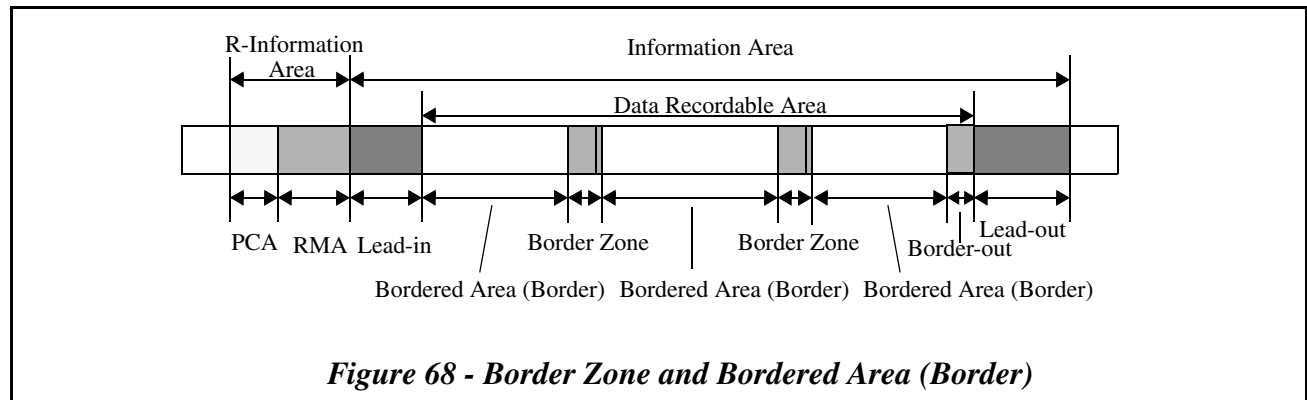 R-Information
Area
Information Area
Data Recordable Area
PCA
RMA
Lead-in
Border Zone
Border Zone
Border-out
Lead-out
Bordered Area (Border)
Bordered Area (Border)
Bordered Area (Border)
Figure 68 - Border Zone and Bordered Area (Border)